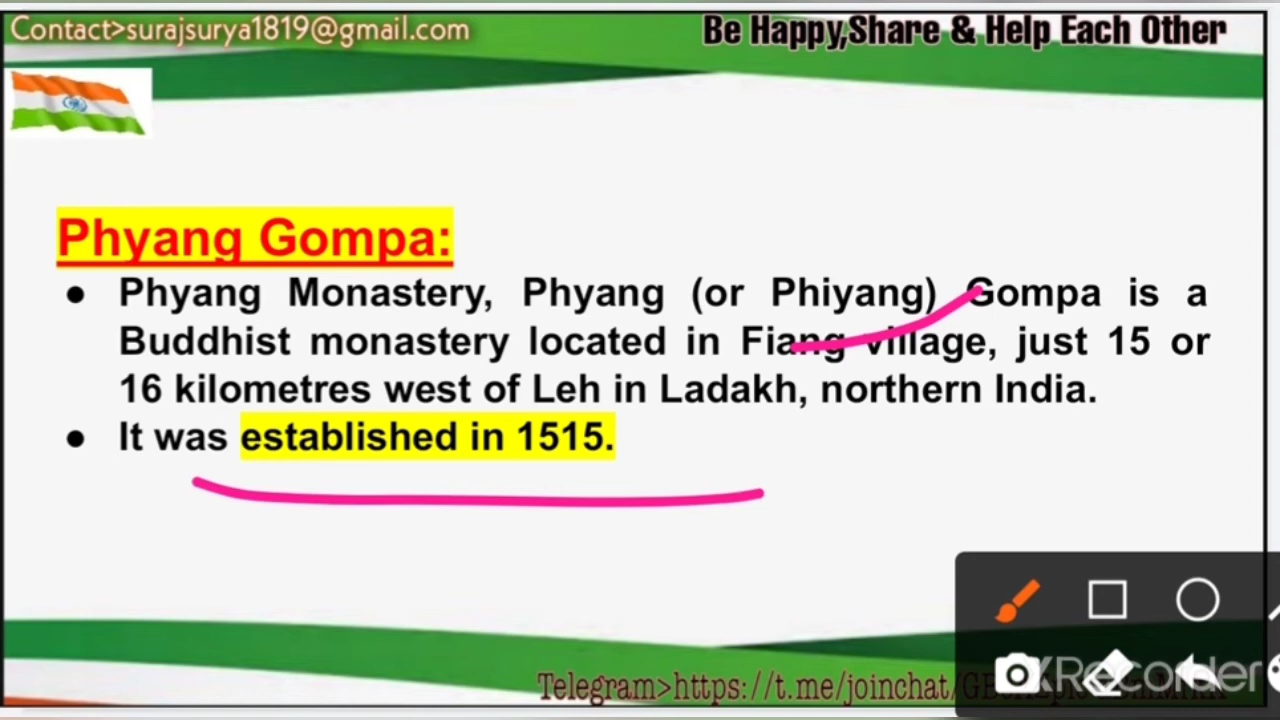 Contact>surajsurya1819@gmail.com
Be Happy,Share & Help Each Other
Phyang Gompa:
● Phyang Monastery, Phyang (or Phiyang) Gompa is a
Buddhist monastery located in Fiang village, just 15 or
16 kilometres west of Leh in Ladakh, northern India.
● It was established in 1515.
Telegram>https://t.me/joinchat/
XRecorder